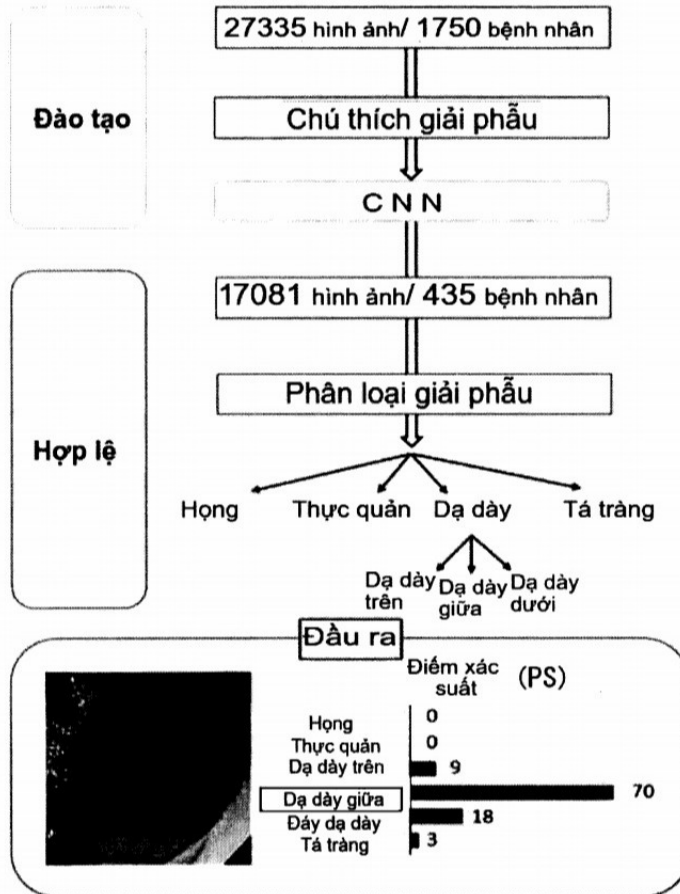 27335 hình ảnh/ 1750 bệnh nhân
Đào tạo
Chú thích giải phẫu
C N N
17081 hình ảnh/ 435 bệnh nhân
Phân loại giải phẫu
Hợp lệ
Họng Thực quản Dạ dày Tá tràng
Dạ dày trên
Dạ dày giữa
Dạ dày dưới
Đầu ra
Điểm xác suất (PS)
Họng 0
Thực quản 0
Dạ dày trên 9
Dạ dày giữa 70
Đáy dạ dày 18
Tá tràng 3